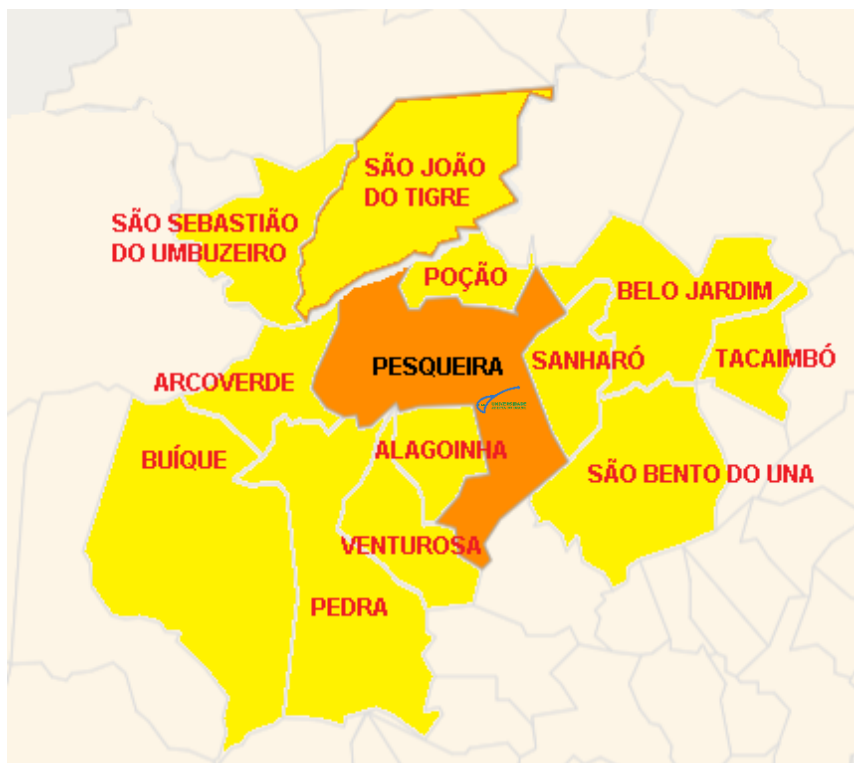 SÃO JOÃO
DO TIGRE
SÃO SEBASTIÃO
DO UMBUZEIRO
POÇÃO
BELO JARDIM
PESQUEIRA
SANHARÓ
TACAIMBÓ
ARCOVERDE
BUÍQUE
ALAGOINHA
SÃO BENTO DO UNA
VENTUROSA
PEDRA